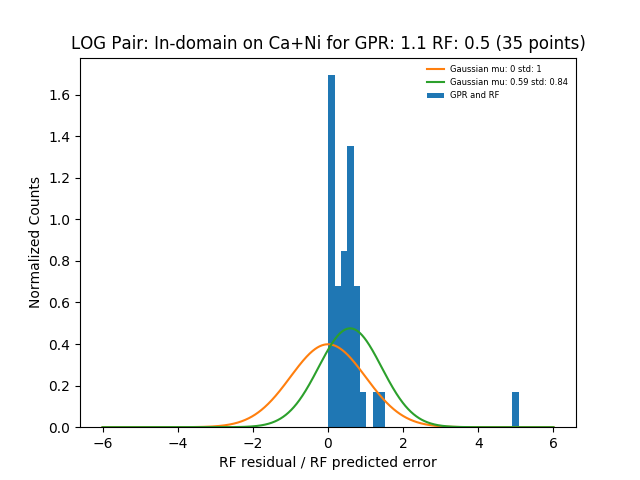 LOG Pair: In-domain on Ca+Ni for GPR: 1.1 RF: 0.5 (35 points)
Gaussian mu: 0 std: 1
Gaussian mu: 0.59 std: 0.84
GPR and RF
Normalized Counts
1.6
1.4
1.2
1.0
0.8
0.6
0.4
0.2
0.0
−6 −4 −2 0 2 4 6
RF residual / RF predicted error